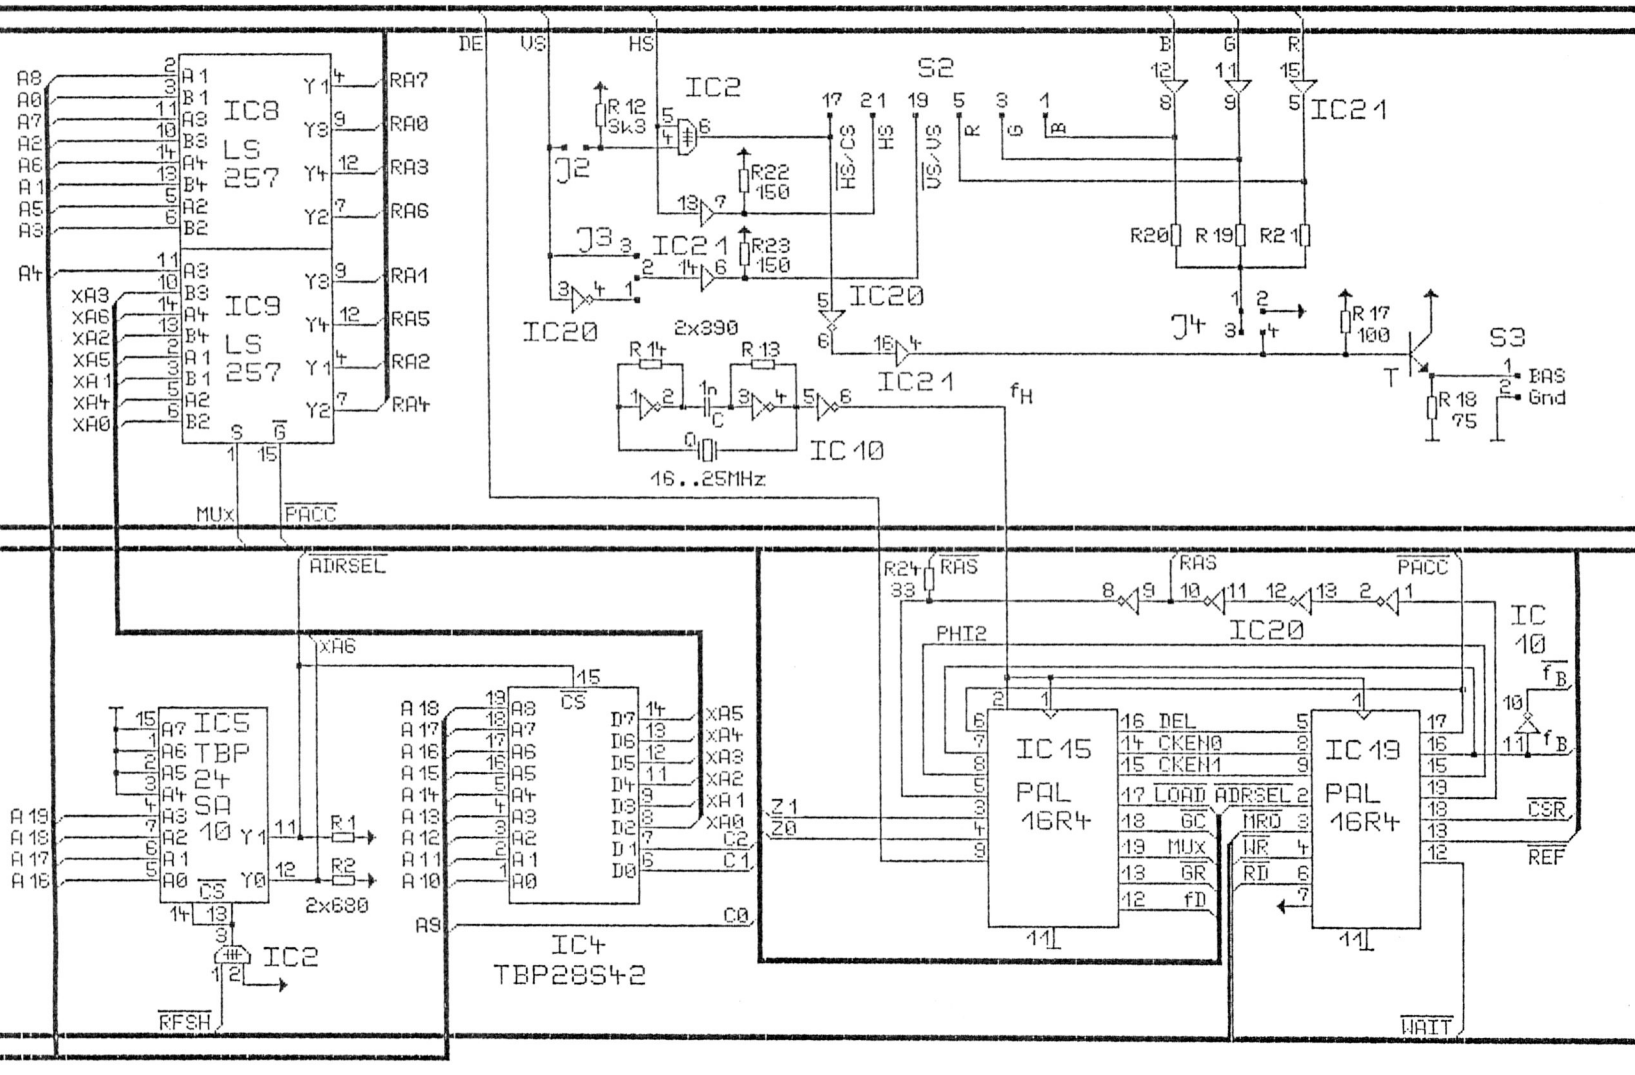 DE VS HS B G R
A8 2 A1 Y1 4 RA7
A0 3 B1
A7 11 A3 Y3 9 RA0
A2 10 B3
A6 14 A4 Y4 12 RA3
A1 13 B4
A5 5 A2 Y2 7 RA6
A3 6 B2
IC8
LS
257
A4 11 A3 Y3 9 RA1
XA3 10 B3
XA6 14 A4 Y4 12 RA5
XA2 13 B4
XA5 2 A1 Y1 4 RA2
XA1 3 B1
XA4 5 A2 Y2 7 RA4
XA0 6 B2
IC9
LS
257
S G
1 15
MUX PACC
R12
3k3
IC2
5
4 6
J2
S2
17 21 19 5 3 1
HS/CS HS VS/VS R G B
R22
150
13 7
J3 3
2
1
IC21
14 6
R23
150
3 4
IC20
12 11 15
8 9 5
IC21
R20 R19 R21
5 IC20
6
16 4
IC21
J4 1 2
3 4
R17
100
T
S3
1 BAS
2 Gnd
R18
75
2x390
R14 R13
1 2 1n 3 4 5 6
C
Q
IC10
16..25MHz
fH
ADRSEL
XA6
IC5
TBP
24
SA
10
15 A7
1 A6
2 A5
3 A4
A19 4 A3
A18 7 A2 Y1 11 R1
A17 6 A1
A16 5 A0 Y0 12 R2
CS
14 13
2x680
3
IC2
1 2
RFSH
15
CS
A18 19 A8 D7 14 XA5
A17 18 A7 D6 13 XA4
A16 17 A6 D5 12 XA3
A15 16 A5 D4 11 XA2
A14 5 A4 D3 9 XA1
A13 4 A3 D2 8 XA0
A12 3 A2 D1 7 C2
A11 2 A1 D0 6 C1
A10 1 A0
A9 C0
IC4
TBP28S42
R24
33
RAS
8 9 10 11 12 13 2 1
RAS
PACC
IC20
IC
10
PHI2
fB
10
11 fB
2 1 1
6
7
8
5
Z1 3
Z0 4
9
IC15
PAL
16R4
11
16 DEL 5
14 CKEN0 8
15 CKEN1 9
17 LOAD ADRSEL 2
18 GC MRQ 3
19 MUX WR 4
13 GR RD 6
12 fD 7
IC19
PAL
16R4
11
17
16
15
19
18 CSR
13 REF
12
WAIT